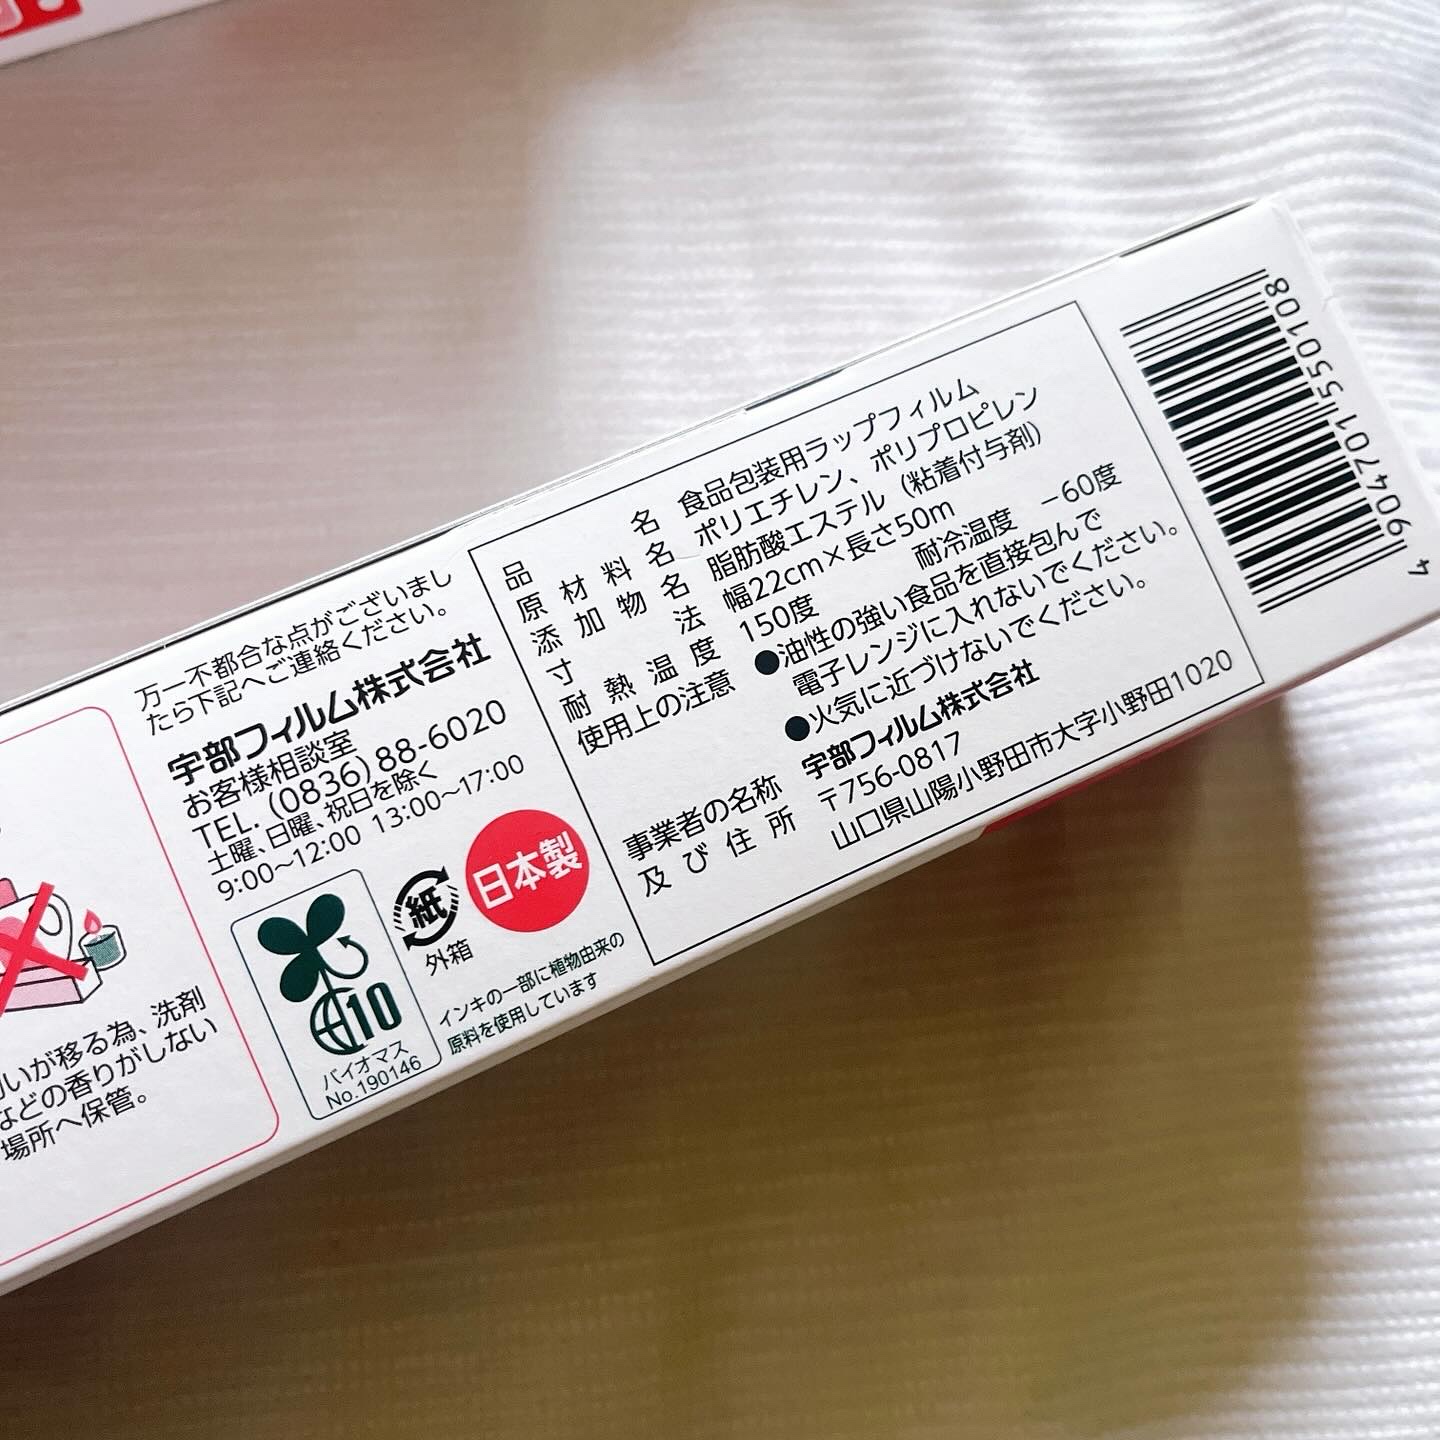 万一不都合な点がございまし
たら下記へご連絡ください。
宇部フィルム株式会社
お客様相談室
TEL.(0836)88-6020
土曜、日曜、祝日を除く
9:00~12:00 13:00~17:00
10
バイオマス
No.190146
紙
外箱
日本製
インキの一部に植物由来の
原料を使用しています
いが移る為、洗剤
などの香りがしない
場所へ保管。
品名 食品包装用ラップフィルム
原材料名 ポリエチレン、ポリプロピレン
添加物名 脂肪酸エステル(粘着付与剤)
寸法 幅22cm×長さ50m
耐熱温度 150度 耐冷温度 -60度
使用上の注意 ●油性の強い食品を直接包んで
電子レンジに入れないでください。
●火気に近づけないでください。
事業者の名称 宇部フィルム株式会社
及び住所 〒756-0817
山口県山陽小野田市大字小野田1020
4 904701 550108